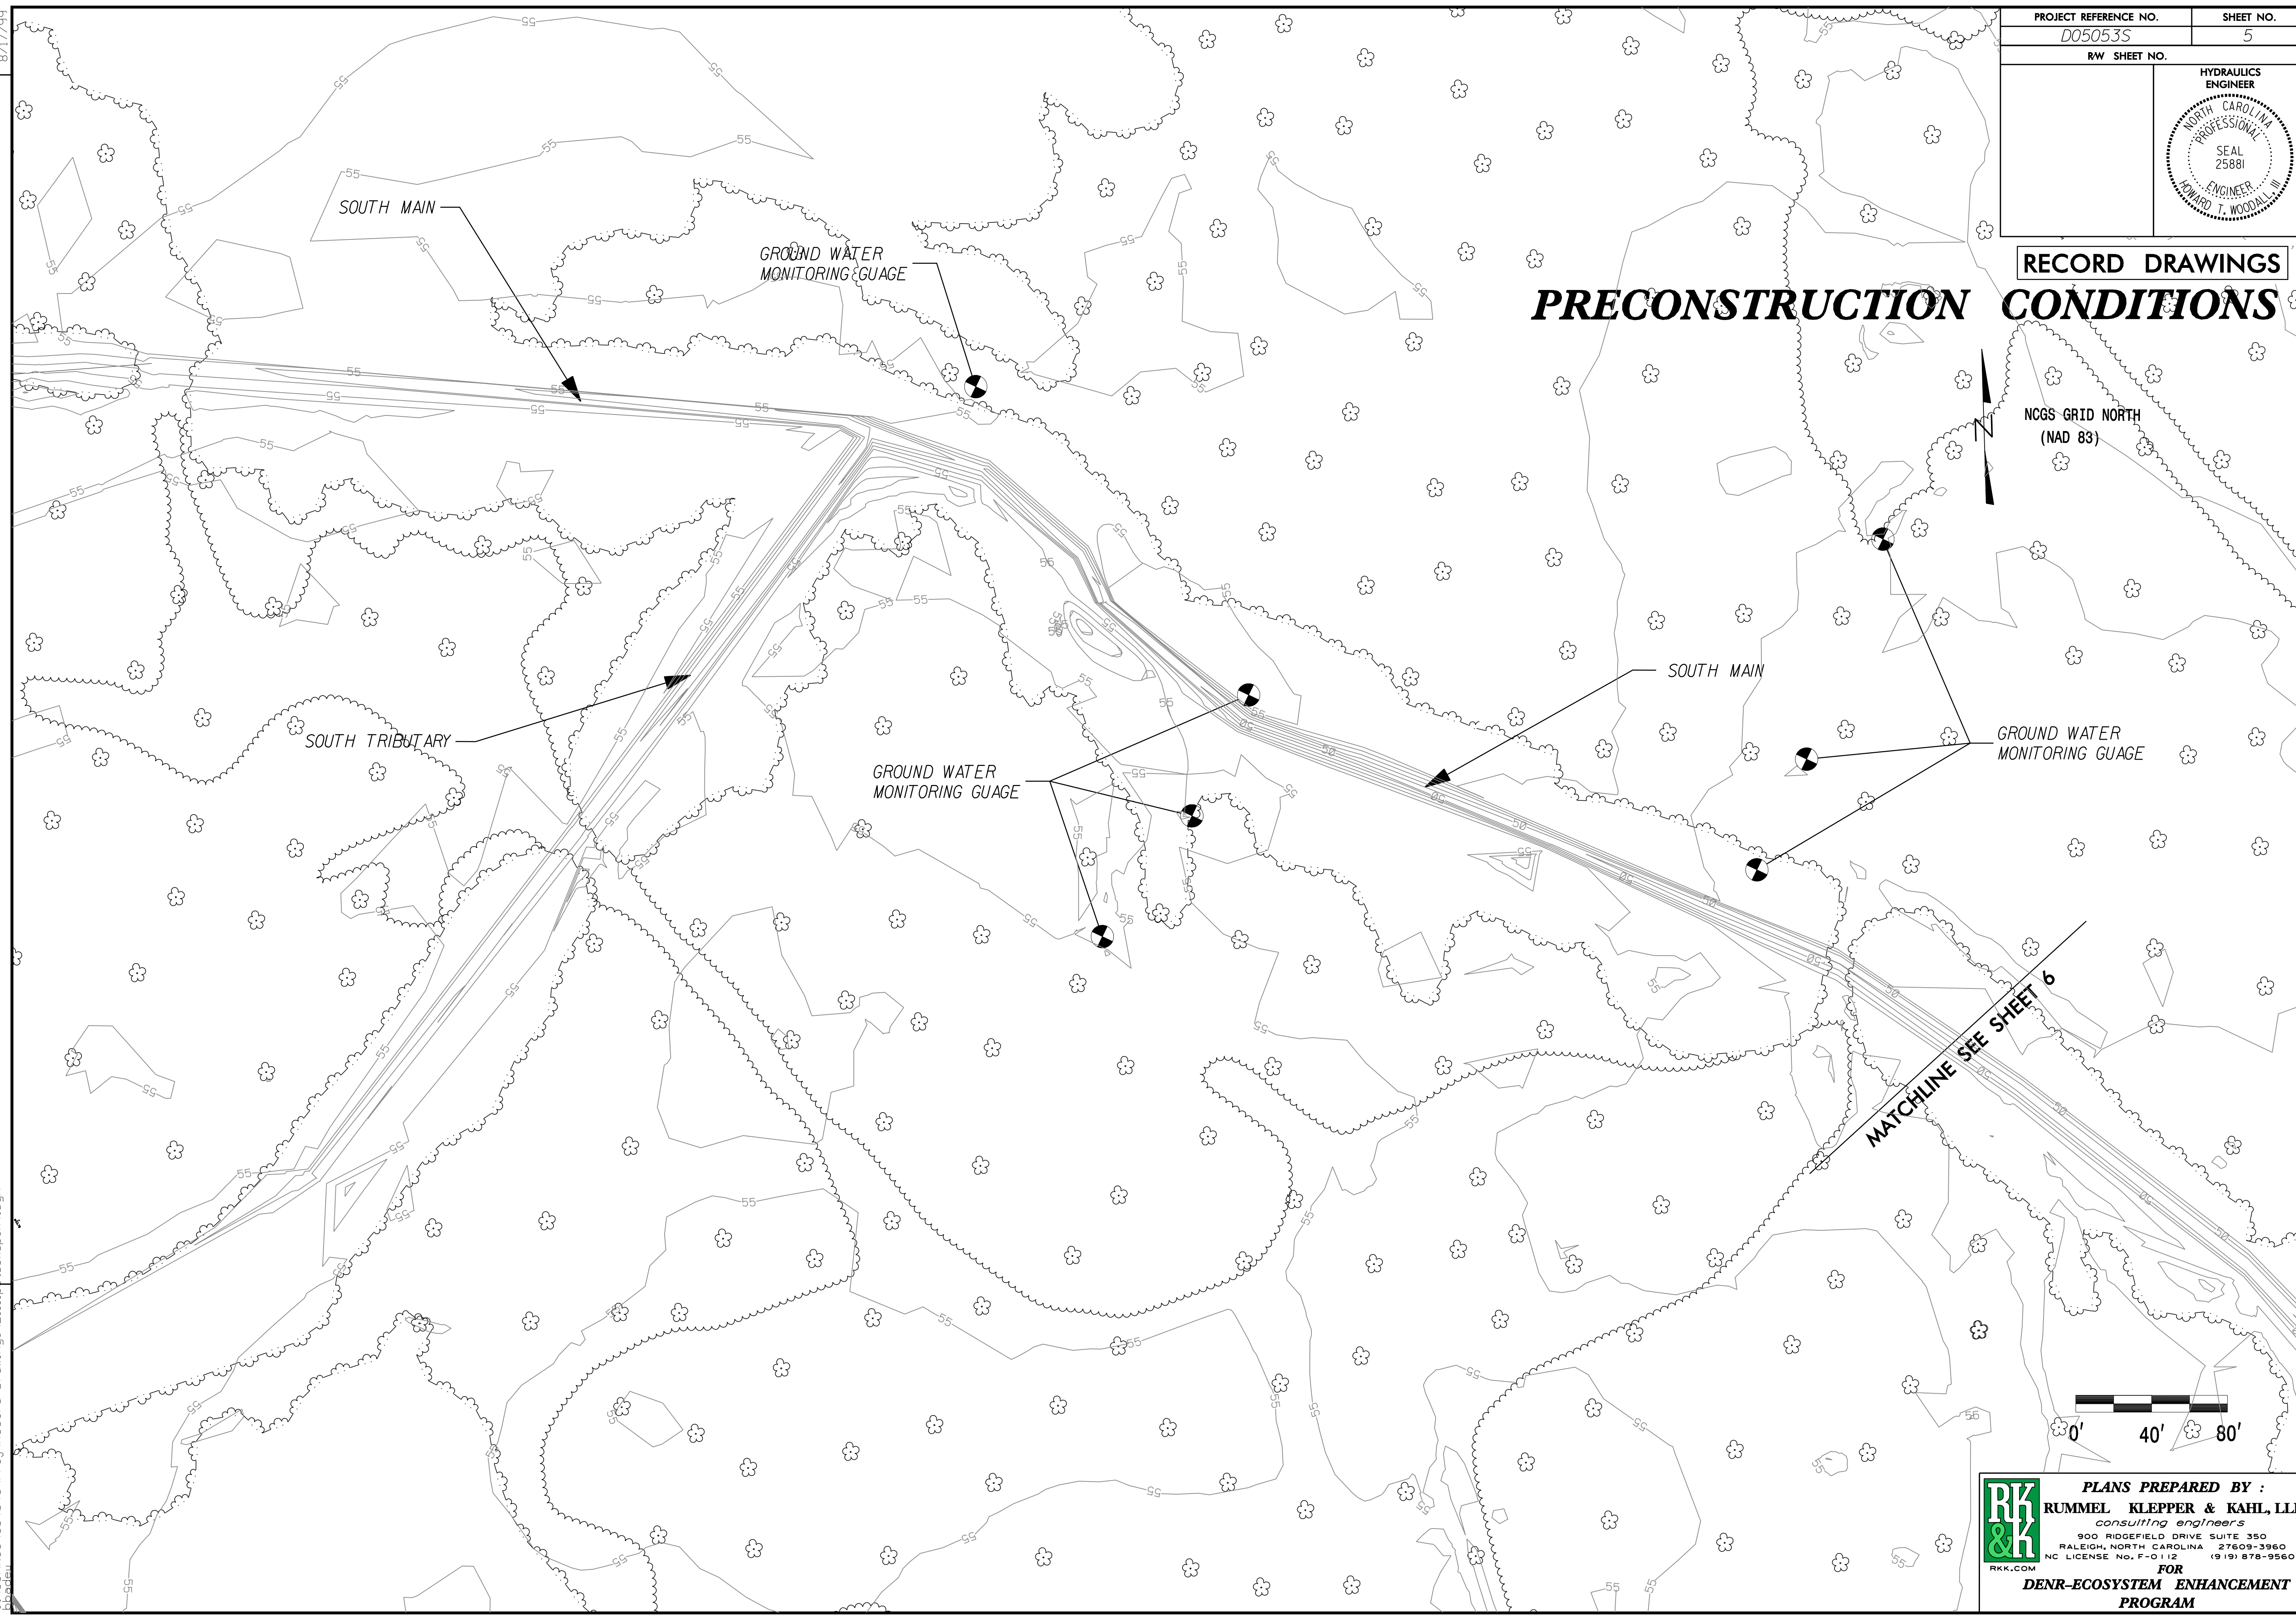 PROJECT REFERENCE NO. SHEET NO.
D05053S 5
R/W SHEET NO.
HYDRAULICS
ENGINEER
NORTH CAROLINA
PROFESSIONAL
SEAL
25881
ENGINEER
HOWARD T. WOODALL, III
RECORD DRAWINGS
PRECONSTRUCTION CONDITIONS
NCGS GRID NORTH
(NAD 83)
N
SOUTH MAIN
GROUND WATER
MONITORING GUAGE
SOUTH TRIBUTARY
GROUND WATER
MONITORING GUAGE
SOUTH MAIN
GROUND WATER
MONITORING GUAGE
MATCHLINE SEE SHEET 6
0' 40' 80'
RK
&K
RKK.COM
PLANS PREPARED BY :
RUMMEL KLEPPER & KAHL, LLP
consulting engineers
900 RIDGEFIELD DRIVE SUITE 350
RALEIGH, NORTH CAROLINA 27609-3960
NC LICENSE No. F-0112 (919) 878-9560
FOR
DENR-ECOSYSTEM ENHANCEMENT
PROGRAM
8/17/99